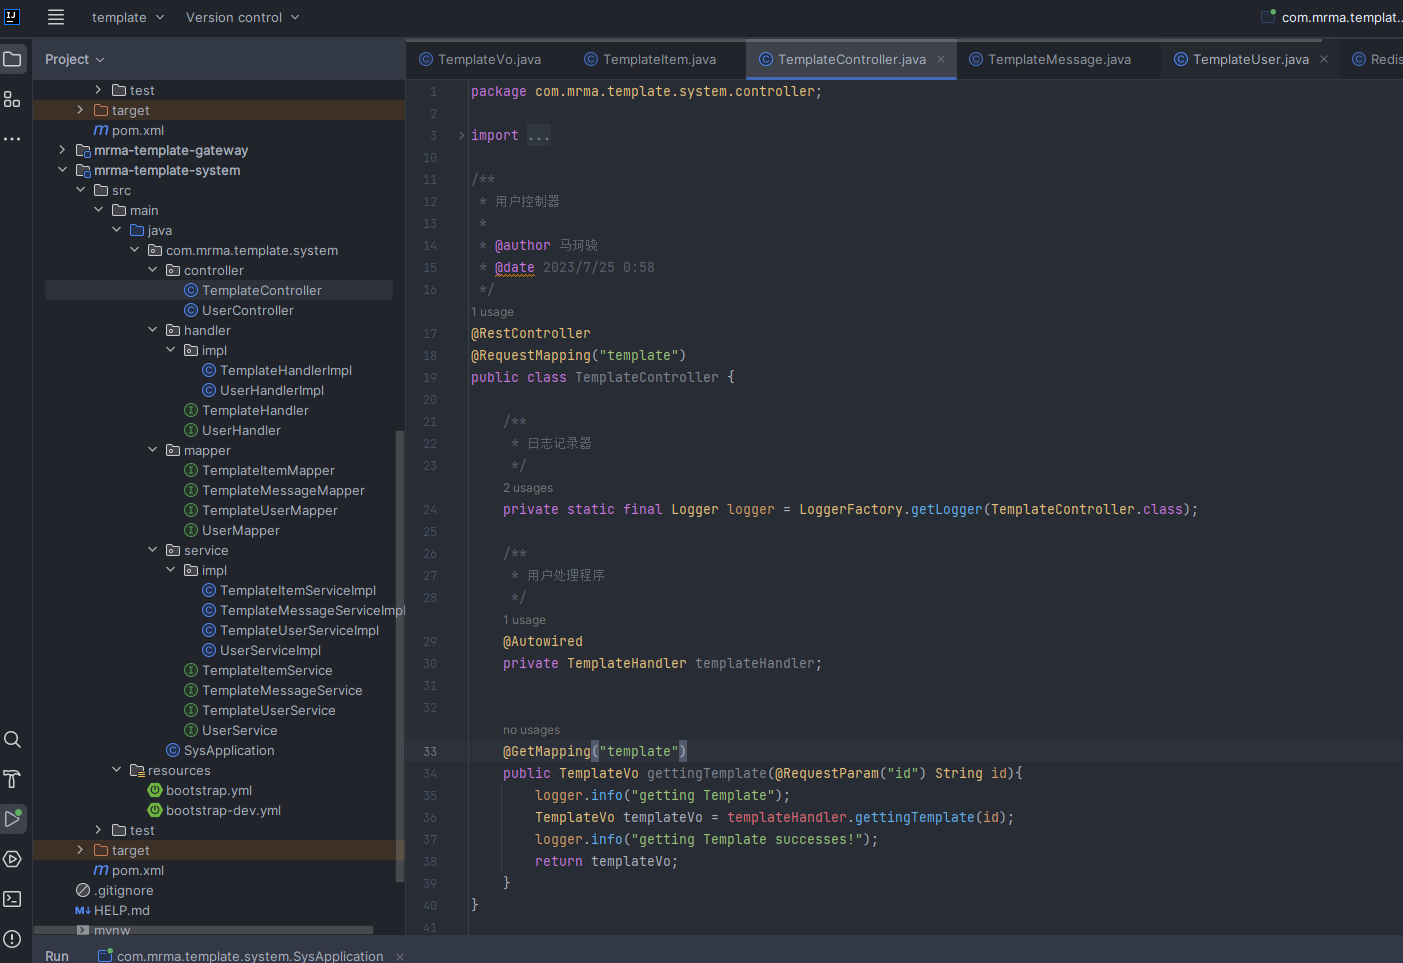 template
Version control
com.mrma.templat..
Project
TemplateVo.java
TemplateItem.java
TemplateController.java
TemplateMessage.java
TemplateUser.java
Redis
test
target
pom.xml
mrma-template-gateway
mrma-template-system
src
main
java
com.mrma.template.system
controller
TemplateController
UserController
handler
impl
TemplateHandlerImpl
UserHandlerImpl
TemplateHandler
UserHandler
mapper
TemplateItemMapper
TemplateMessageMapper
TemplateUserMapper
UserMapper
service
impl
TemplateItemServiceImpl
TemplateMessageServiceImpl
TemplateUserServiceImpl
UserServiceImpl
TemplateItemService
TemplateMessageService
TemplateUserService
UserService
SysApplication
resources
bootstrap.yml
bootstrap-dev.yml
test
target
pom.xml
.gitignore
HELP.md
mvnw
1 package com.mrma.template.system.controller;
2
3 import ...
10
11 /**
12 * 用户控制器
13 *
14 * @author 马珂骁
15 * @date 2023/7/25 0:58
16 */
1 usage
17 @RestController
18 @RequestMapping("template")
19 public class TemplateController {
20
21 /**
22 * 日志记录器
23 */
2 usages
24 private static final Logger logger = LoggerFactory.getLogger(TemplateController.class);
25
26 /**
27 * 用户处理程序
28 */
1 usage
29 @Autowired
30 private TemplateHandler templateHandler;
31
32
no usages
33 @GetMapping("template")
34 public TemplateVo gettingTemplate(@RequestParam("id") String id){
35 logger.info("getting Template");
36 TemplateVo templateVo = templateHandler.gettingTemplate(id);
37 logger.info("getting Template successes!");
38 return templateVo;
39 }
40 }
41
Run
com.mrma.template.system.SysApplication